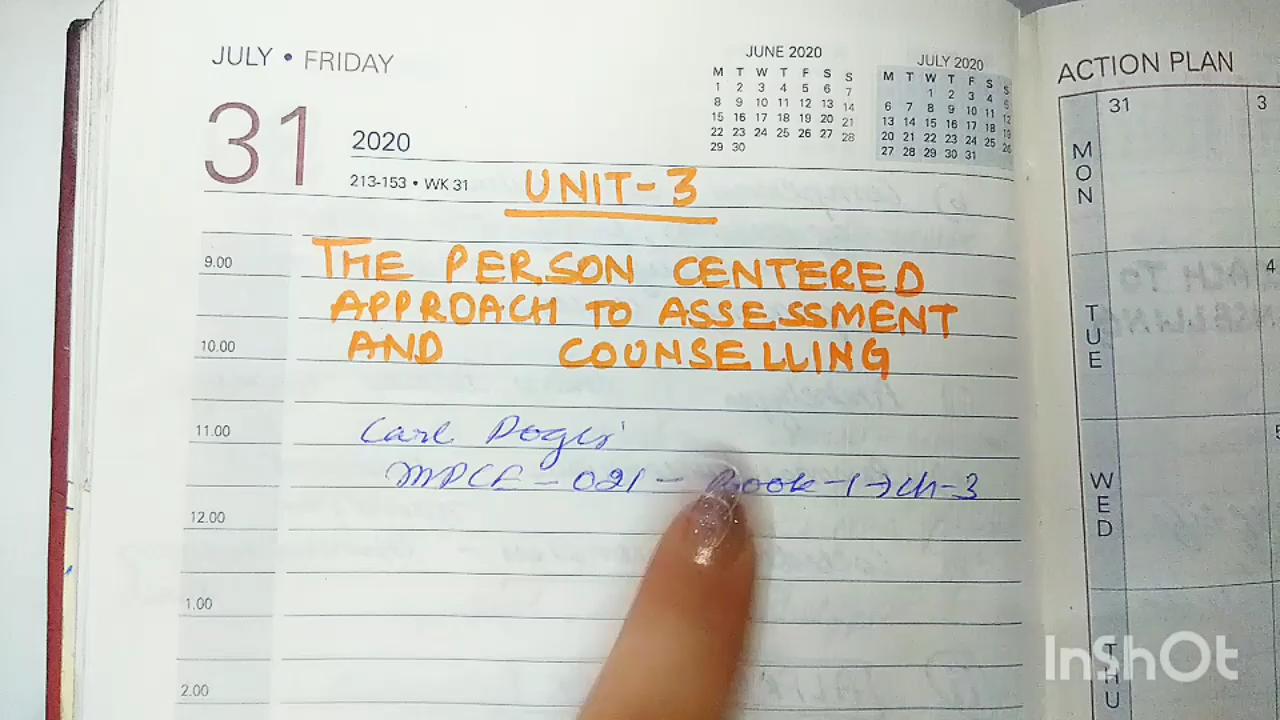 JULY • FRIDAY
31
2020
213-153 • WK 31
JUNE 2020
M T W T F S S
1 2 3 4 5 6 7
8 9 10 11 12 13 14
15 16 17 18 19 20 21
22 23 24 25 26 27 28
29 30
JULY 2020
M T W T F S S
1 2 3 4 5
6 7 8 9 10 11 12
13 14 15 16 17 18 19
20 21 22 23 24 25 26
27 28 29 30 31
UNIT-3
9.00
THE PERSON CENTERED
APPROACH TO ASSESSMENT
10.00
AND COUNSELLING
11.00
Carl Rogers'
MPCE - 021 - Book-1 → ch-3
12.00
1.00
2.00
ACTION PLAN
31
3
MON
4
TUE
5
WED
THU
InShOt